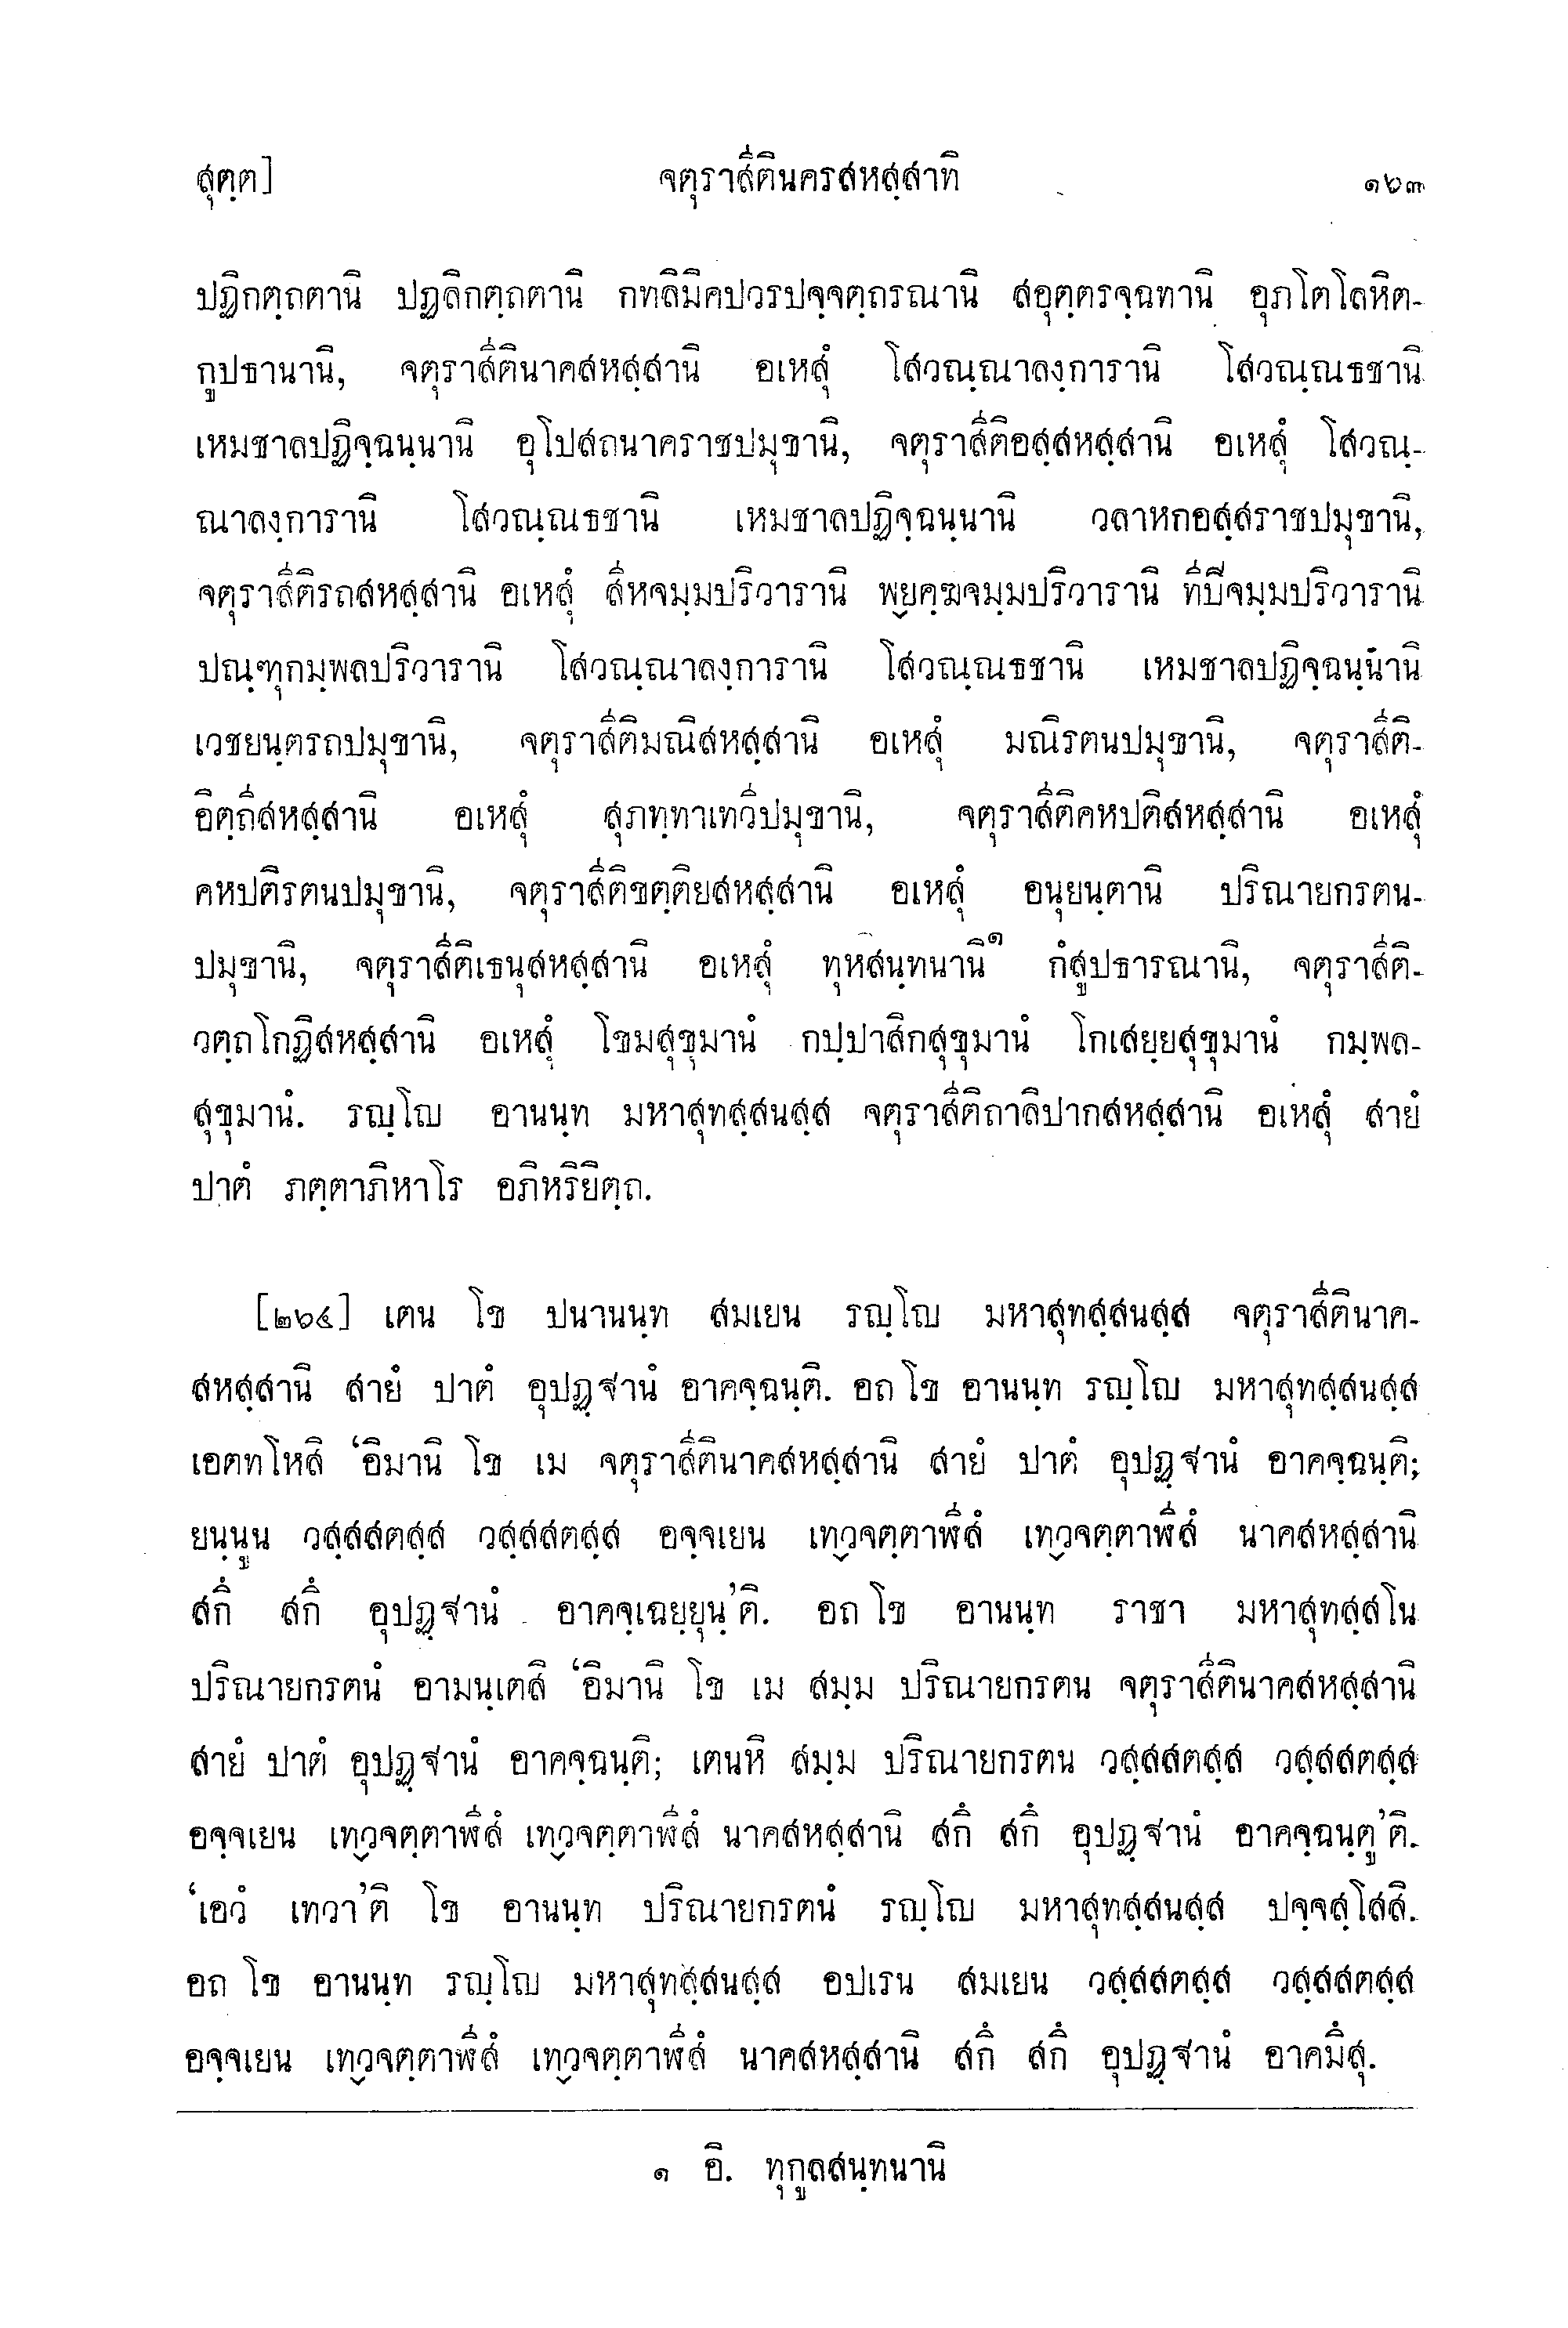 สุตฺต] จตุราสีตินครสหสฺสาทิ ๑๖๓
ปฏิกตฺถตานิ ปฏลิกตฺถตานิ กทลิมิคปวรปจฺจตฺถรณานิ สอุตฺตรจฺฉทานิ อุภโตโลหิต-
กูปธานานิ, จตุราสีตินาคสหสฺสานิ อเหสุํ โสวณฺณาลงฺการานิ โสวณฺณธชานิ
เหมชาลปฏิจฺฉนฺนานิ อุโปสถนาคราชปมุขานิ, จตุราสีติอสฺสหสฺสานิ อเหสุํ โสวณฺ-
ณาลงฺการานิ โสวณฺณธชานิ เหมชาลปฏิจฺฉนฺนานิ วลาหกอสฺสราชปมุขานิ,
จตุราสีติรถสหสฺสานิ อเหสุํ สีหจมฺมปริวารานิ พฺยคฺฆจมฺมปริวารานิ ทีปิจมฺมปริวารานิ
ปณฺฑุกมฺพลปริวารานิ โสวณฺณาลงฺการานิ โสวณฺณธชานิ เหมชาลปฏิจฺฉนฺนานิ
เวชยนฺตรถปมุขานิ, จตุราสีติมณิสหสฺสานิ อเหสุํ มณิรตนปมุขานิ, จตุราสีติ-
อิตฺถีสหสฺสานิ อเหสุํ สุภทฺทาเทวีปมุขานิ, จตุราสีติคหปติสหสฺสานิ อเหสุํ
คหปติรตนปมุขานิ, จตุราสีติขตฺติยสหสฺสานิ อเหสุํ อนุยนฺตานิ ปริณายกรตน-
ปมุขานิ, จตุราสีติเธนุสหสฺสานิ อเหสุํ ทุหสนฺทนานิ๑ กํสูปธารณานิ, จตุราสีติ-
วตฺถโกฏิสหสฺสานิ อเหสุํ โขมสุขุมานํ กปฺปาสิกสุขุมานํ โกเสยฺยสุขุมานํ กมฺพล-
สุขุมานํ. รญฺโญ อานนฺท มหาสุทสฺสนสฺส จตุราสีติถาลิปากสหสฺสานิ อเหสุํ สายํ
ปาตํ ภตฺตาภิหาโร อภิหริยิตฺถ.
[๒๖๔] เตน โข ปนานนฺท สมเยน รญฺโญ มหาสุทสฺสนสฺส จตุราสีตินาค-
สหสฺสานิ สายํ ปาตํ อุปฏฺฐานํ อาคจฺฉนฺติ. อถ โข อานนฺท รญฺโญ มหาสุทสฺสนสฺส
เอตทโหสิ ‘อิมานิ โข เม จตุราสีตินาคสหสฺสานิ สายํ ปาตํ อุปฏฺฐานํ อาคจฺฉนฺติ;
ยนฺนูน วสฺสสตสฺส วสฺสสตสฺส อจฺจเยน เทฺวจตฺตาฬีสํ เทฺวจตฺตาฬีสํ นาคสหสฺสานิ
สกึ สกึ อุปฏฺฐานํ อาคจฺเฉยฺยุนฺ’ติ. อถ โข อานนฺท ราชา มหาสุทสฺสโน
ปริณายกรตนํ อามนฺเตสิ ‘อิมานิ โข เม สมฺม ปริณายกรตน จตุราสีตินาคสหสฺสานิ
สายํ ปาตํ อุปฏฺฐานํ อาคจฺฉนฺติ; เตนหิ สมฺม ปริณายกรตน วสฺสสตสฺส วสฺสสตสฺส
อจฺจเยน เทฺวจตฺตาฬีสํ เทฺวจตฺตาฬีสํ นาคสหสฺสานิ สกึ สกึ อุปฏฺฐานํ อาคจฺฉนฺตู’ติ.
‘เอวํ เทวา’ติ โข อานนฺท ปริณายกรตนํ รญฺโญ มหาสุทสฺสนสฺส ปจฺจสฺโสสิ.
อถ โข อานนฺท รญฺโญ มหาสุทสฺสนสฺส อปเรน สมเยน วสฺสสตสฺส วสฺสสตสฺส
อจฺจเยน เทฺวจตฺตาฬีสํ เทฺวจตฺตาฬีสํ นาคสหสฺสานิ สกึ สกึ อุปฏฺฐานํ อาคมึสุ.
๑ อิ. ทุกูลสนฺทนานิ